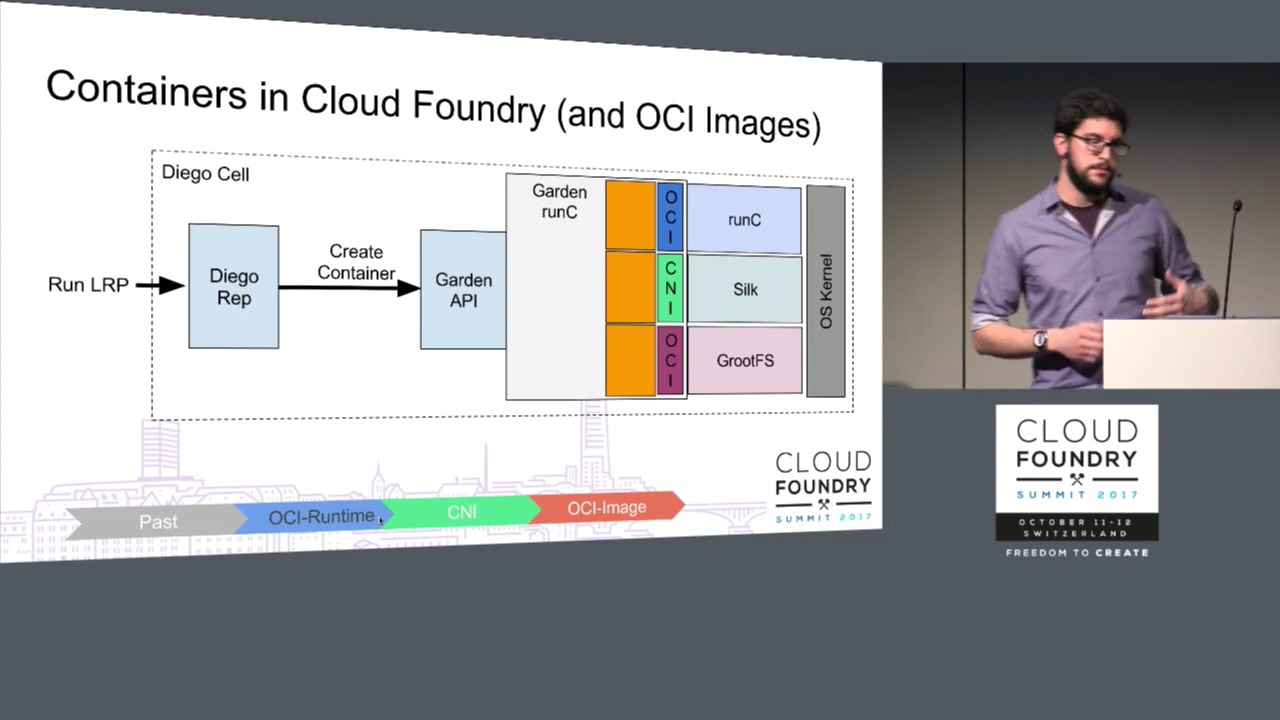 Containers in Cloud Foundry (and OCI Images)
Diego Cell
Run LRP
Diego
Rep
Create
Container
Garden
API
Garden
runC
OCI
runC
CNI
Silk
OCI
GrootFS
OS Kernel
Past
OCI-Runtime
CNI
OCI-Image
CLOUD
FOUNDRY
SUMMIT 2017
CLOUD
FOUNDRY
SUMMIT 2017
OCTOBER 11-12
SWITZERLAND
FREEDOM TO CREATE